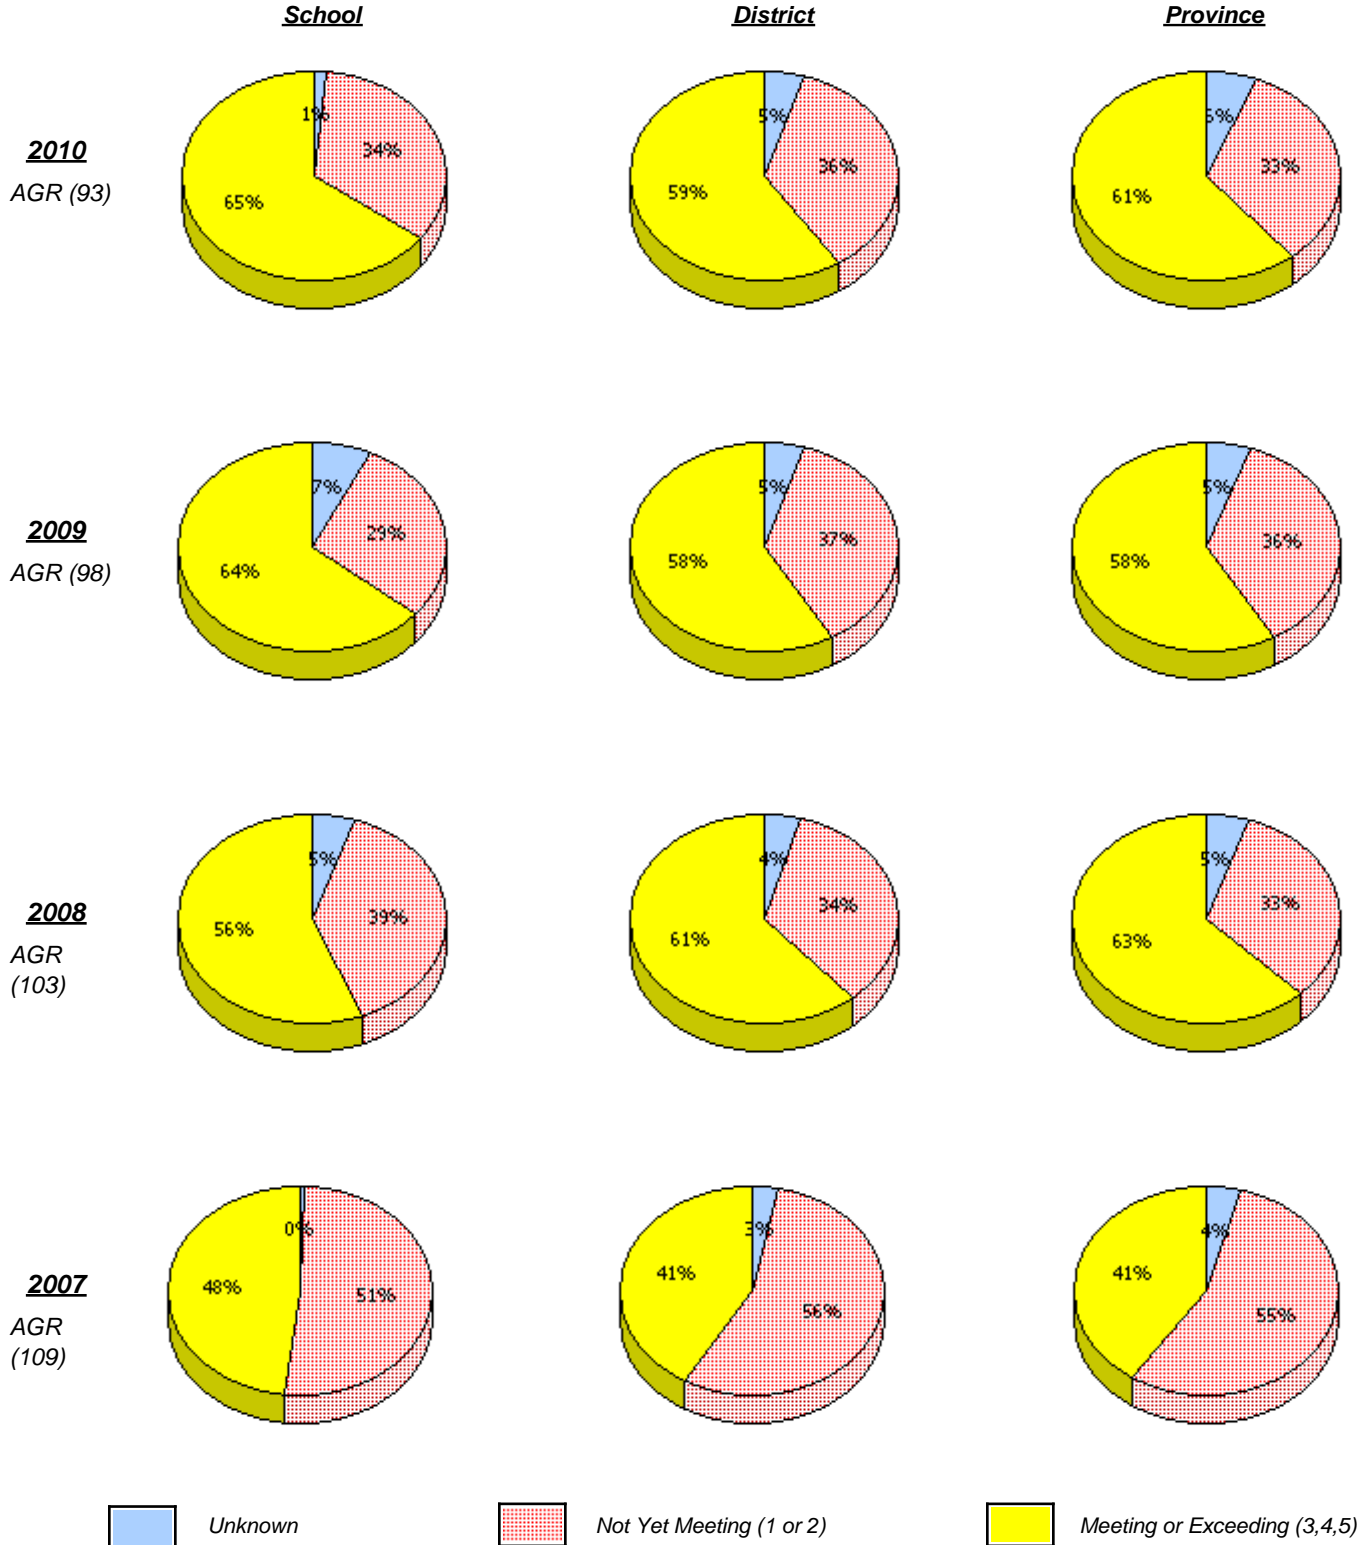 School District Province
2010
AGR (93)
1% 34% 65%
5% 36% 59%
6% 33% 61%
2009
AGR (98)
7% 29% 64%
5% 37% 58%
5% 36% 58%
2008
AGR
(103)
5% 39% 56%
4% 34% 61%
5% 33% 63%
2007
AGR
(109)
0% 51% 48%
3% 56% 41%
4% 55% 41%
Unknown Not Yet Meeting (1 or 2) Meeting or Exceeding (3,4,5)